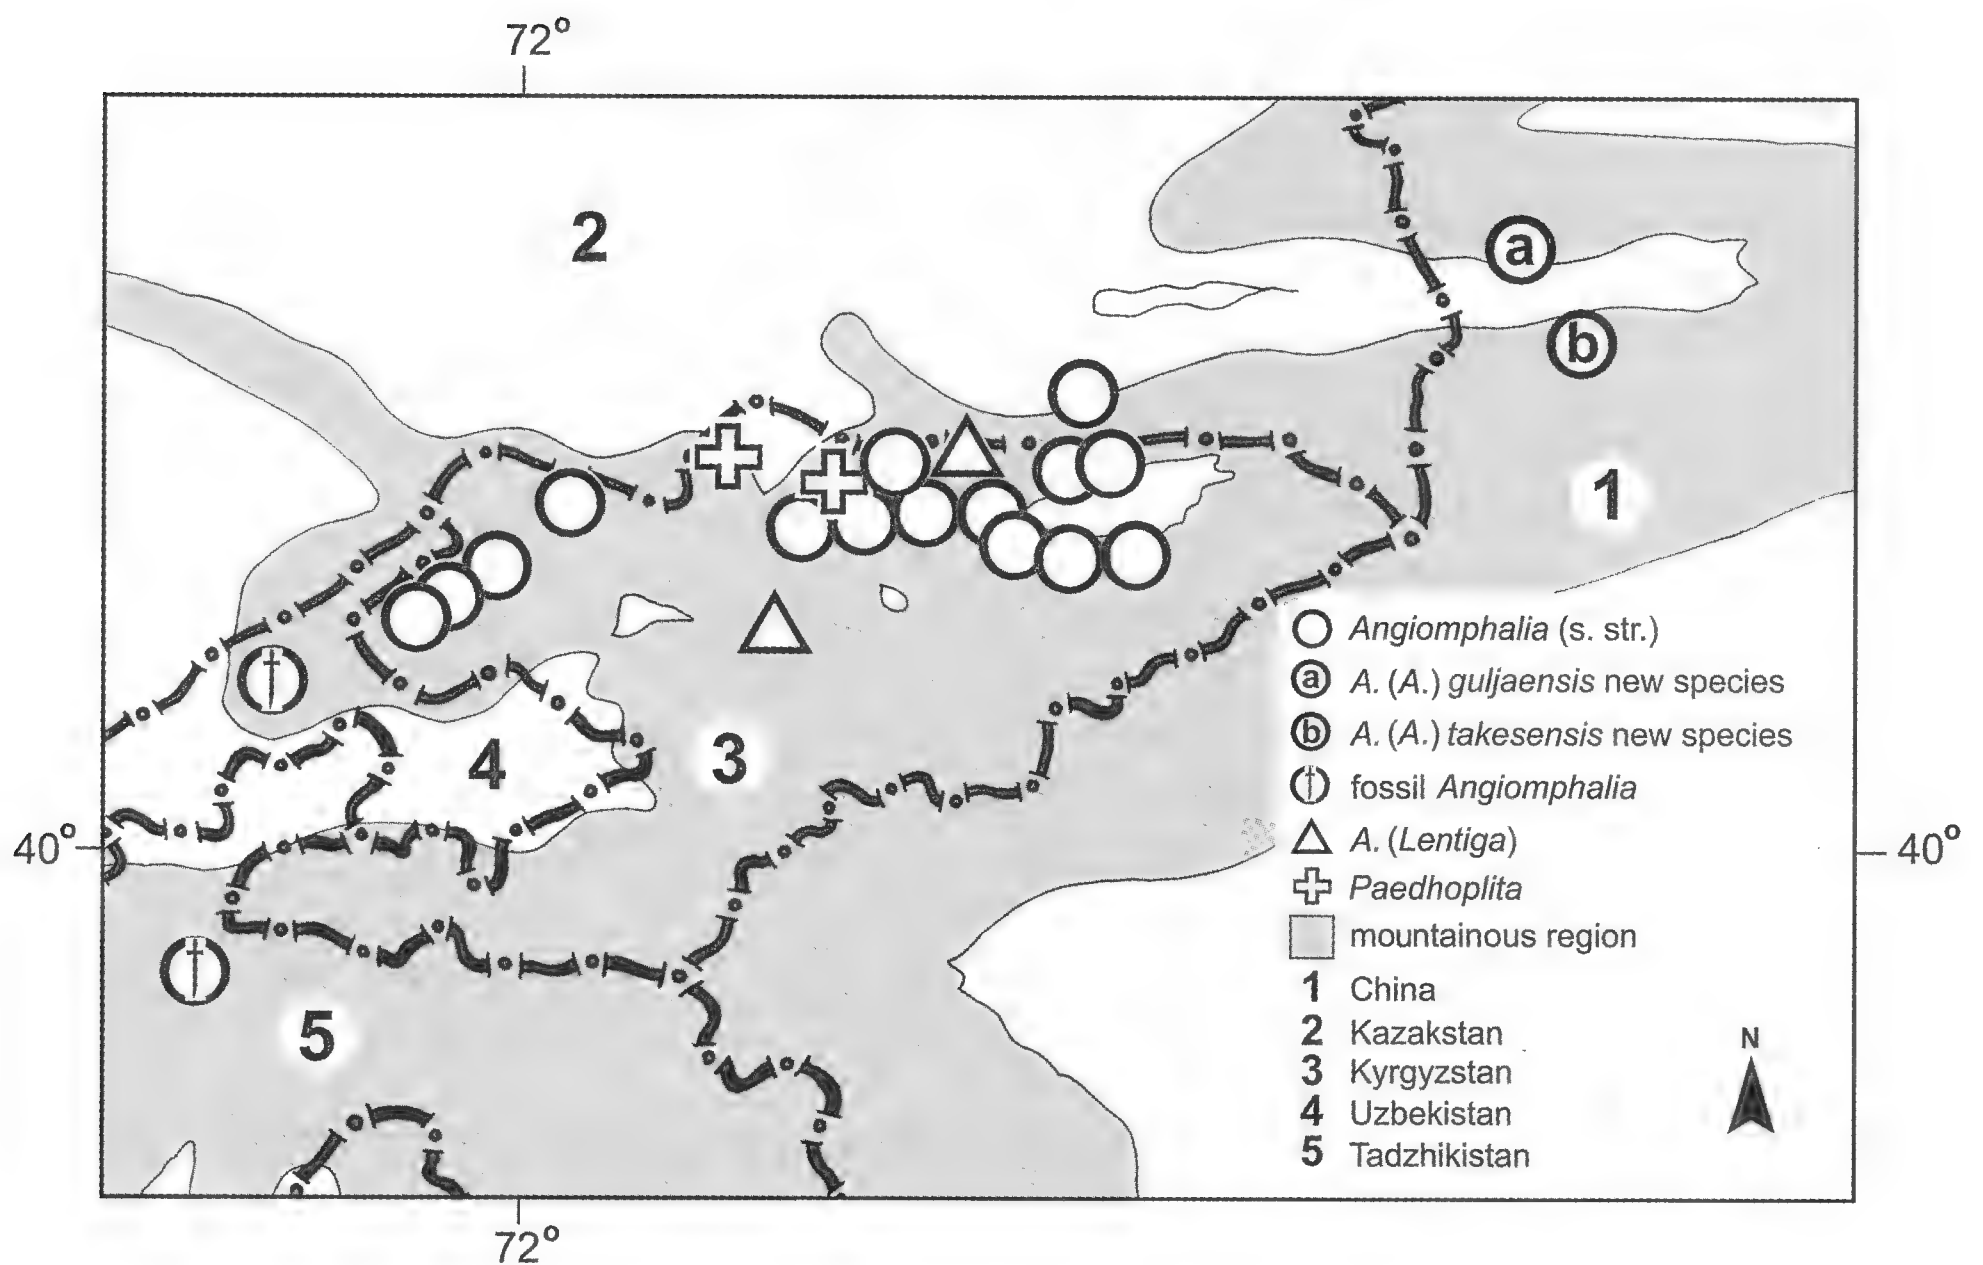 72°
2
a
b
1
3
4
40°
40°
5
Angiomphalia (s. str.)
a A. (A.) guljaensis new species
b A. (A.) takesensis new species
fossil Angiomphalia
A. (Lentiga)
Paedhoplita
mountainous region
1 China
2 Kazakstan
3 Kyrgyzstan
4 Uzbekistan
5 Tadzhikistan
N
72°